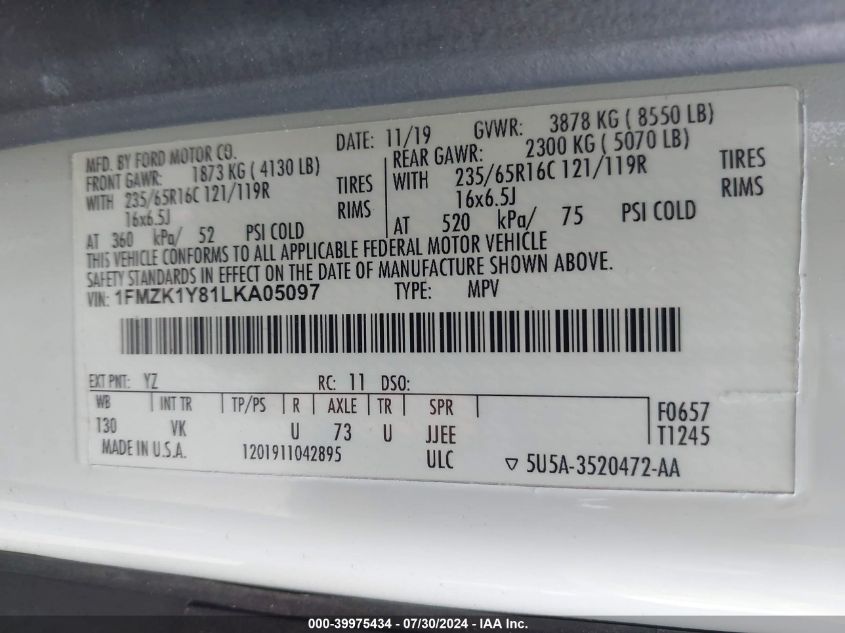 MFD. BY FORD MOTOR CO. DATE: 11/19 GVWR: 3878 KG ( 8550 LB)
FRONT GAWR: 1873 KG ( 4130 LB) REAR GAWR: 2300 KG ( 5070 LB)
WITH 235/65R16C 121/119R TIRES WITH 235/65R16C 121/119R TIRES
16x6.5J RIMS 16x6.5J RIMS
AT 360 kPa/ 52 PSI COLD AT 520 kPa/ 75 PSI COLD
THIS VEHICLE CONFORMS TO ALL APPLICABLE FEDERAL MOTOR VEHICLE
SAFETY STANDARDS IN EFFECT ON THE DATE OF MANUFACTURE SHOWN ABOVE.
VIN: 1FMZK1Y81LKA05097 TYPE: MPV
EXT PNT: YZ RC: 11 DSO:
WB INT TR TP/PS R AXLE TR SPR F0657
130 VK U 73 U JJEE T1245
MADE IN U.S.A. 1201911042895 ULC ▽ 5U5A-3520472-AA
000-39975434 - 07/30/2024 - IAA Inc.